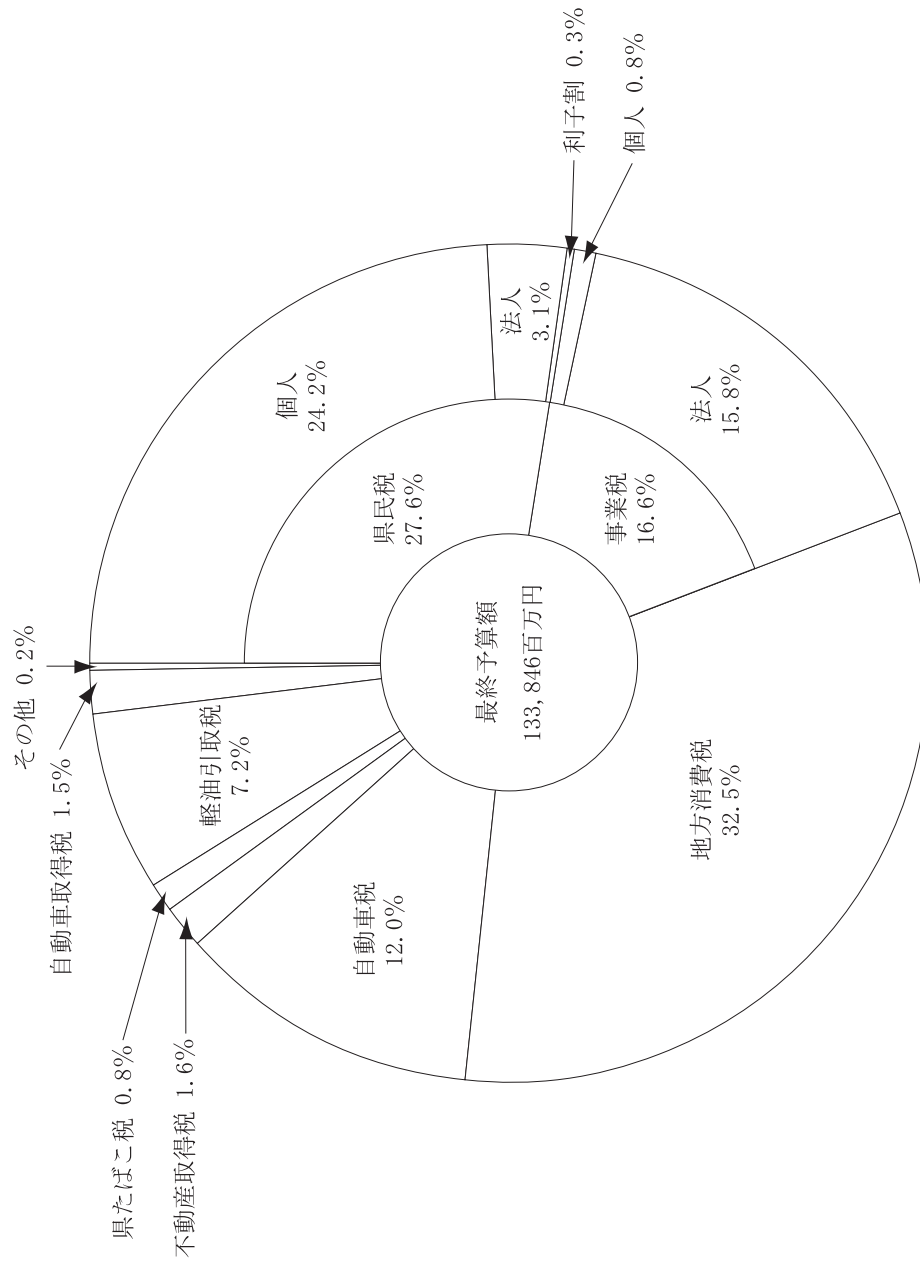 最終予算額
133,846百万円
県民税
27.6%
個人
24.2%
法人
3.1%
利子割 0.3%
事業税
16.6%
個人 0.8%
法人
15.8%
地方消費税
32.5%
自動車税
12.0%
不動産取得税 1.6%
県たばこ税 0.8%
軽油引取税
7.2%
自動車取得税 1.5%
その他 0.2%